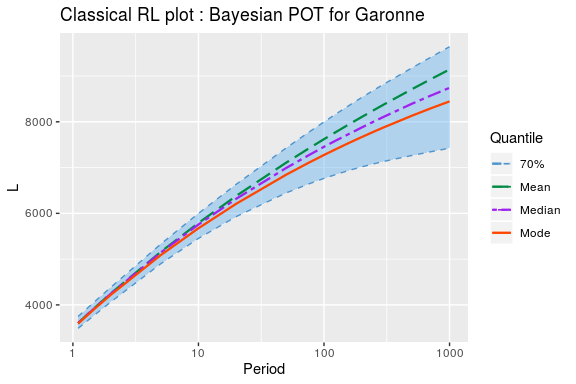 Classical RL plot : Bayesian POT for Garonne
L
8000
6000
4000
1 10 100 1000
Period
Quantile
70%
Mean
Median
Mode